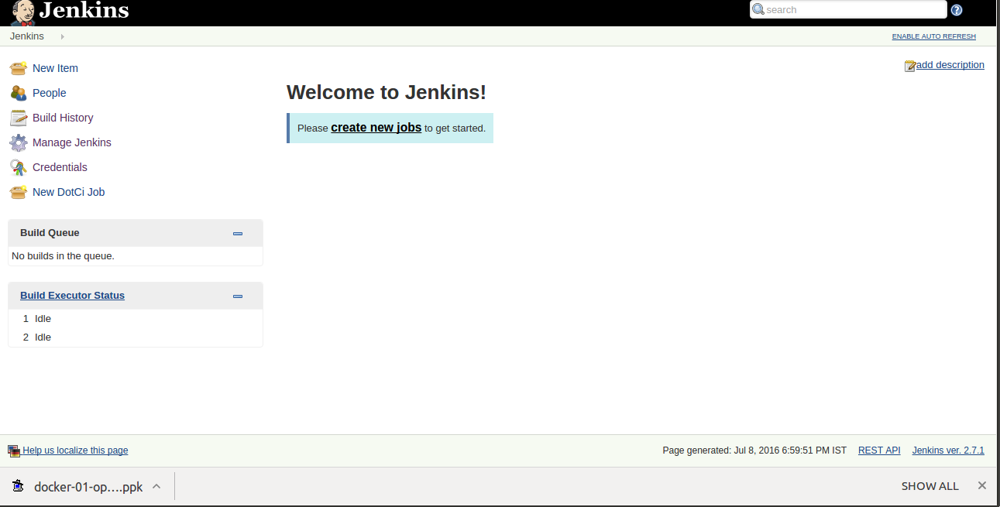 Jenkins
search
?
Jenkins
ENABLE AUTO REFRESH
New Item
add description
People
Build History
Manage Jenkins
Credentials
New DotCi Job
Welcome to Jenkins!
Please create new jobs to get started.
Build Queue
No builds in the queue.
Build Executor Status
1 Idle
2 Idle
Help us localize this page
Page generated: Jul 8, 2016 6:59:51 PM IST REST API Jenkins ver. 2.7.1
docker-01-op....ppk
SHOW ALL